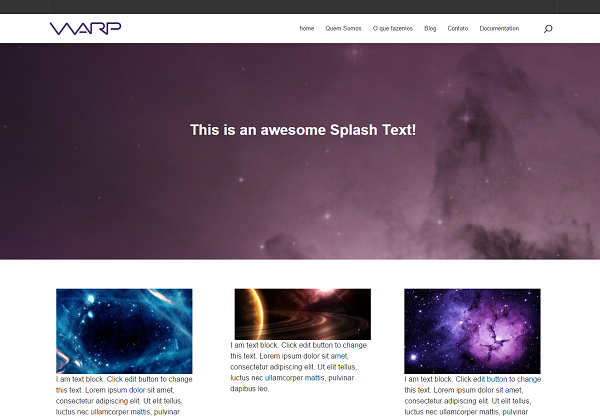 WARP
home Quem Somos O que fazemos Blog Contato Documentation
This is an awesome Splash Text!
I am text block. Click edit button to change
this text. Lorem ipsum dolor sit amet,
consectetur adipiscing elit. Ut elit tellus,
luctus nec ullamcorper mattis, pulvinar
I am text block. Click edit button to change
this text. Lorem ipsum dolor sit amet,
consectetur adipiscing elit. Ut elit tellus,
luctus nec ullamcorper mattis, pulvinar
dapibus leo.
I am text block. Click edit button to change
this text. Lorem ipsum dolor sit amet,
consectetur adipiscing elit. Ut elit tellus,
luctus nec ullamcorper mattis, pulvinar